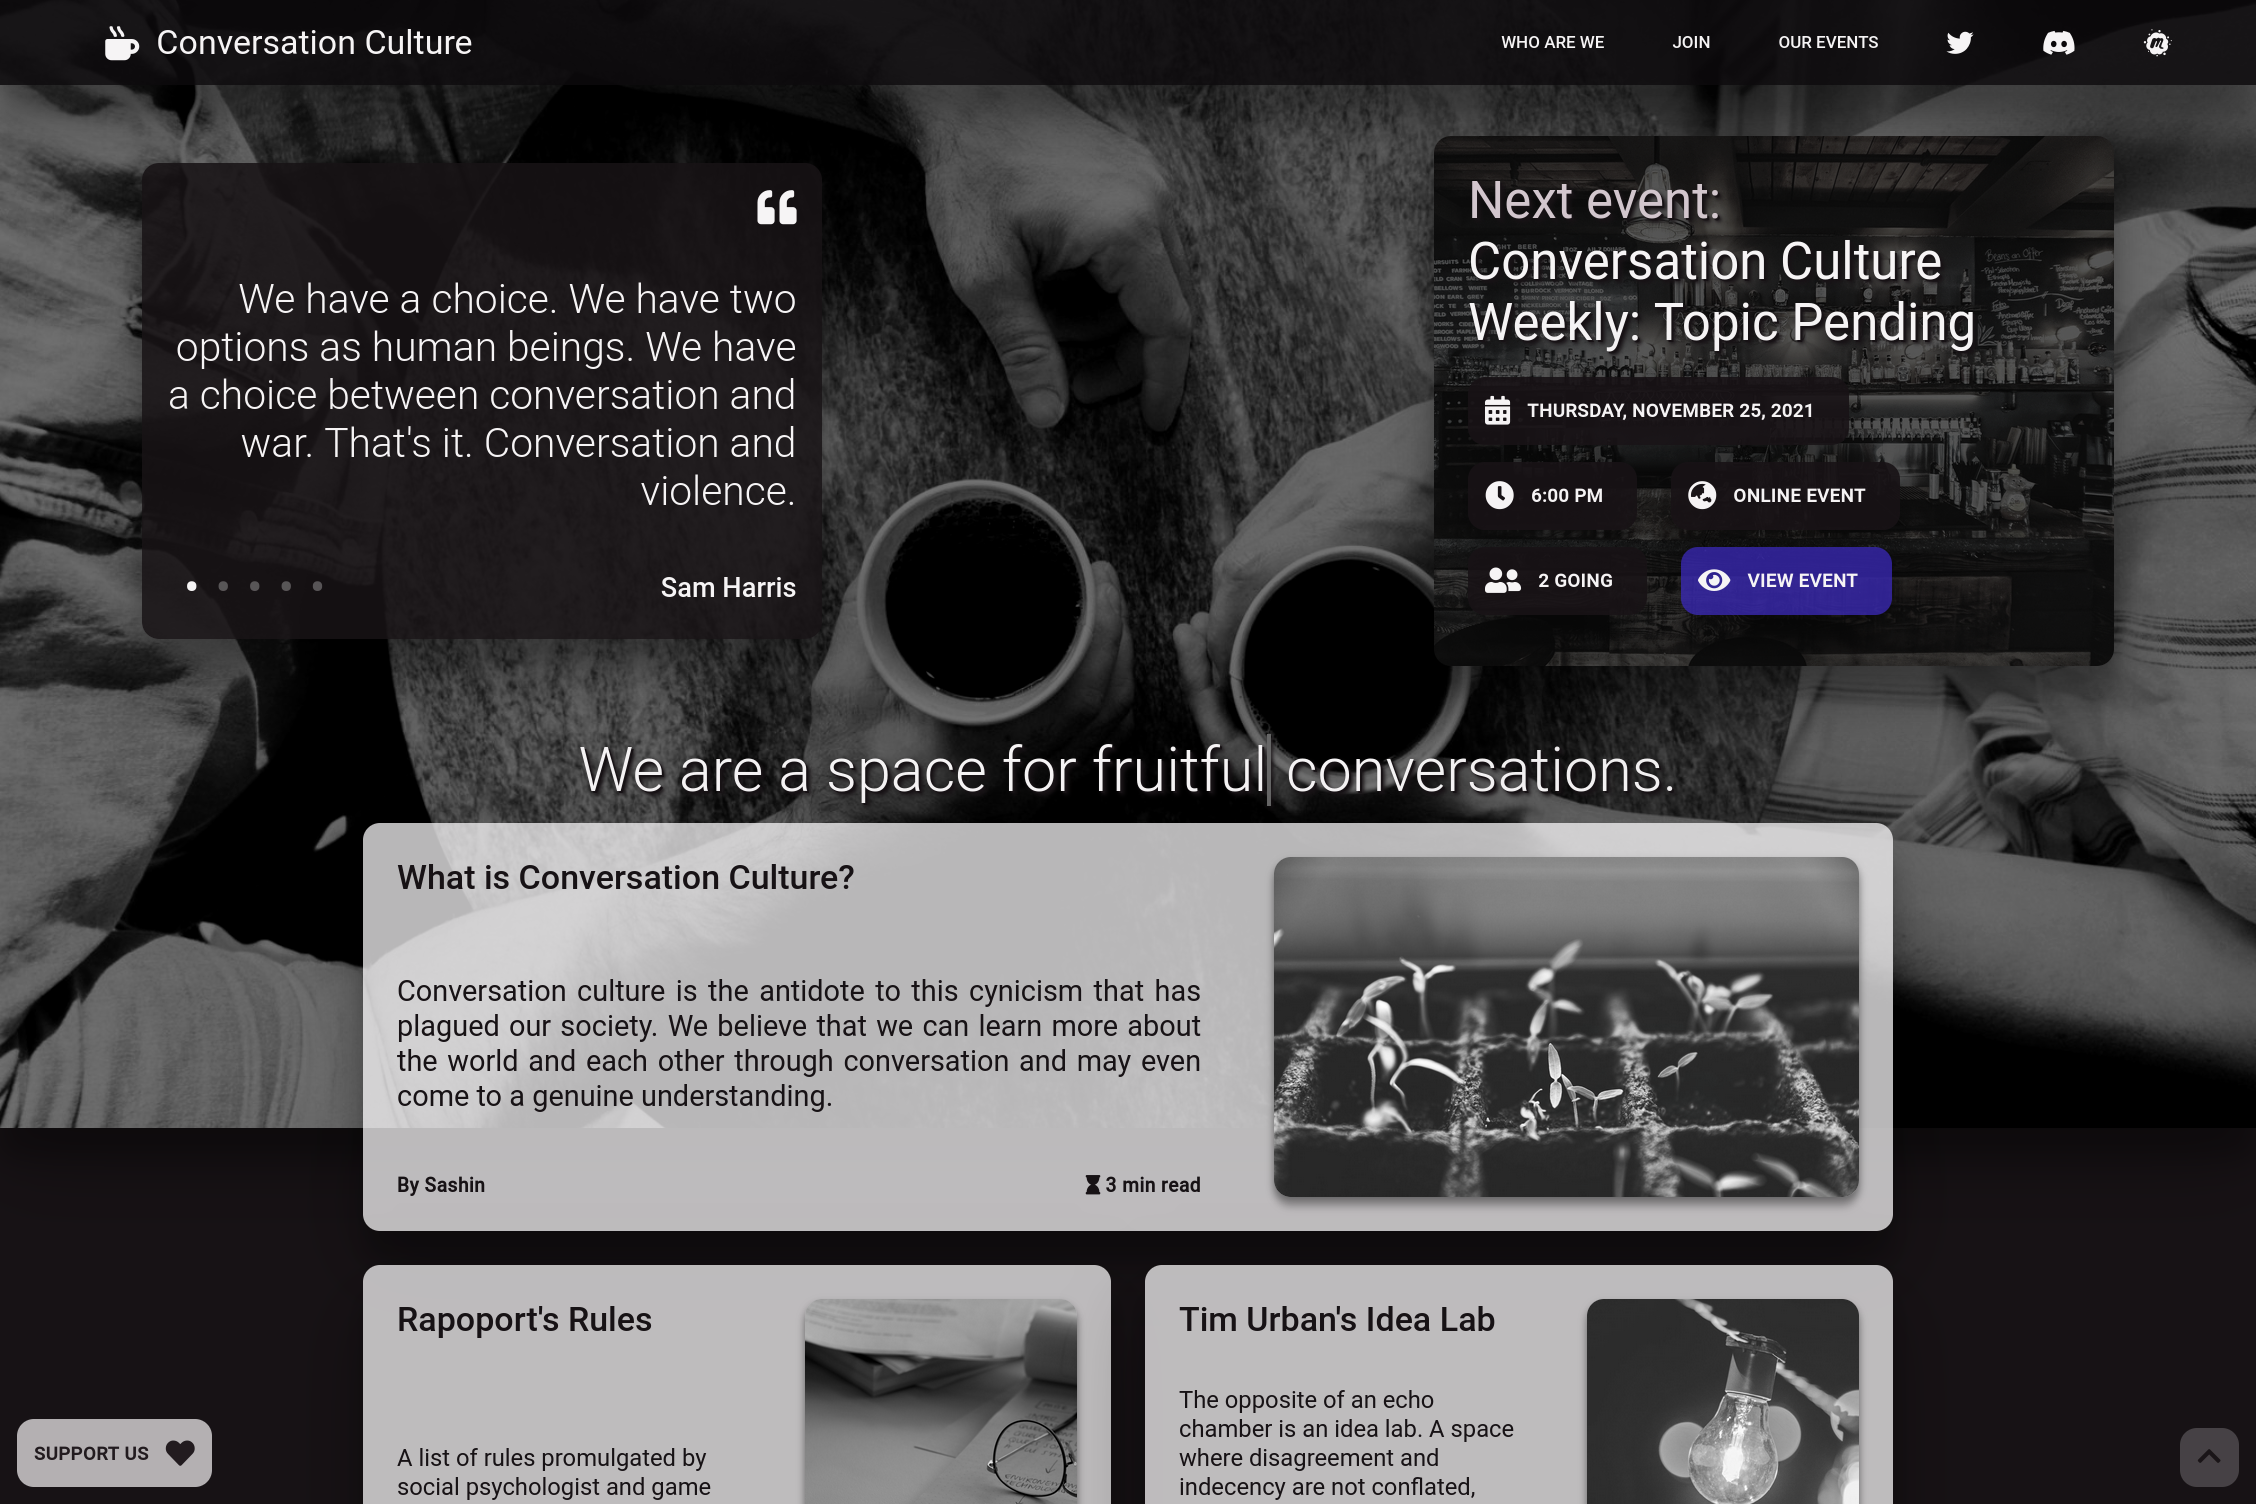 Conversation Culture
WHO ARE WE
JOIN
OUR EVENTS
We have a choice. We have two
options as human beings. We have
a choice between conversation and
war. That's it. Conversation and
violence.
Sam Harris
Next event:
Conversation Culture
Weekly: Topic Pending
THURSDAY, NOVEMBER 25, 2021
6:00 PM
ONLINE EVENT
2 GOING
VIEW EVENT
We are a space for fruitful conversations.
What is Conversation Culture?
Conversation culture is the antidote to this cynicism that has
plagued our society. We believe that we can learn more about
the world and each other through conversation and may even
come to a genuine understanding.
By Sashin
3 min read
Rapoport's Rules
A list of rules promulgated by
social psychologist and game
Tim Urban's Idea Lab
The opposite of an echo
chamber is an idea lab. A space
where disagreement and
indecency are not conflated,
SUPPORT US